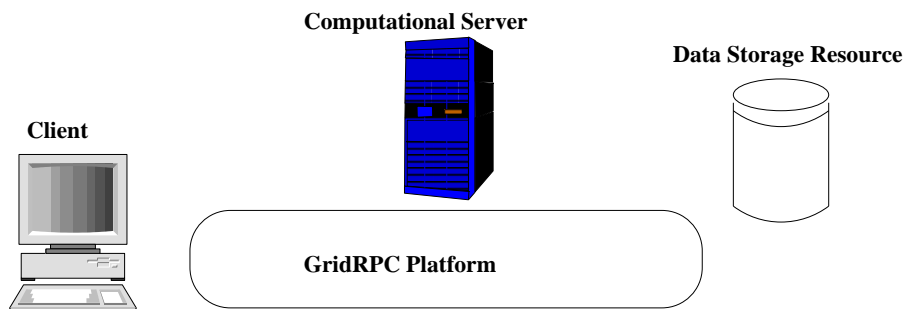 Computational Server
Data Storage Resource
Client
GridRPC Platform